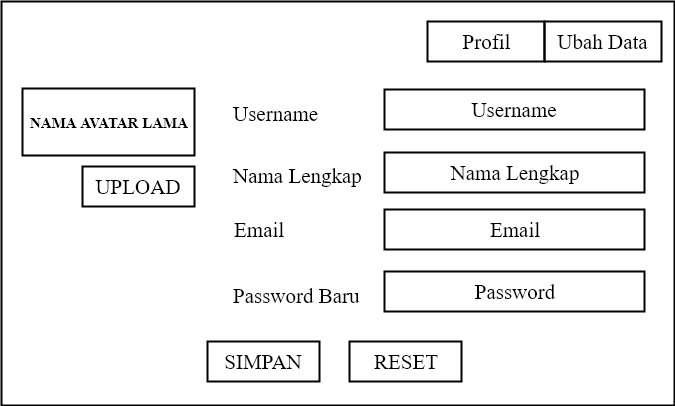 Profil
Ubah Data
NAMA AVATAR LAMA
UPLOAD
Username
Username
Nama Lengkap
Nama Lengkap
Email
Email
Password Baru
Password
SIMPAN
RESET